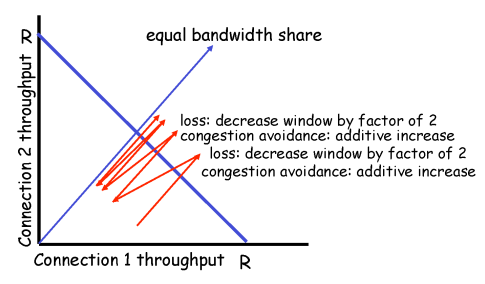 R
equal bandwidth share
loss: decrease window by factor of 2
congestion avoidance: additive increase
loss: decrease window by factor of 2
congestion avoidance: additive increase
Connection 2 throughput
Connection 1 throughput
R